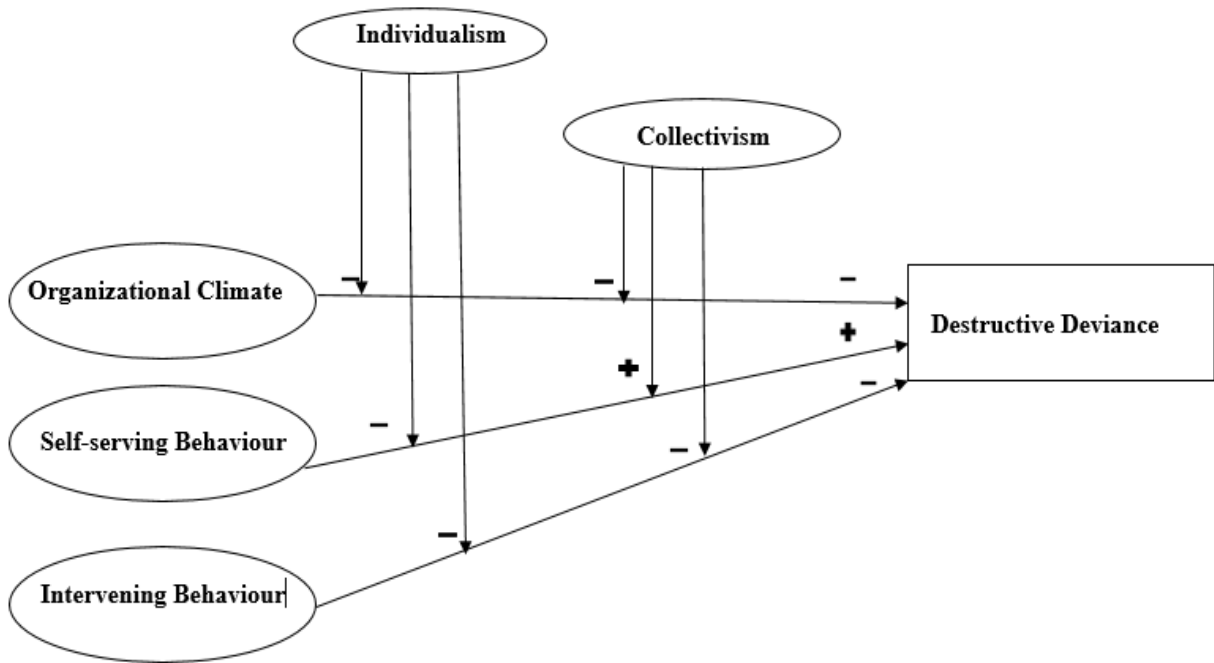 Individualism
Collectivism
Organizational Climate
−
−
−
Destructive Deviance
+
+
−
Self-serving Behaviour
−
−
−
Intervening Behaviour